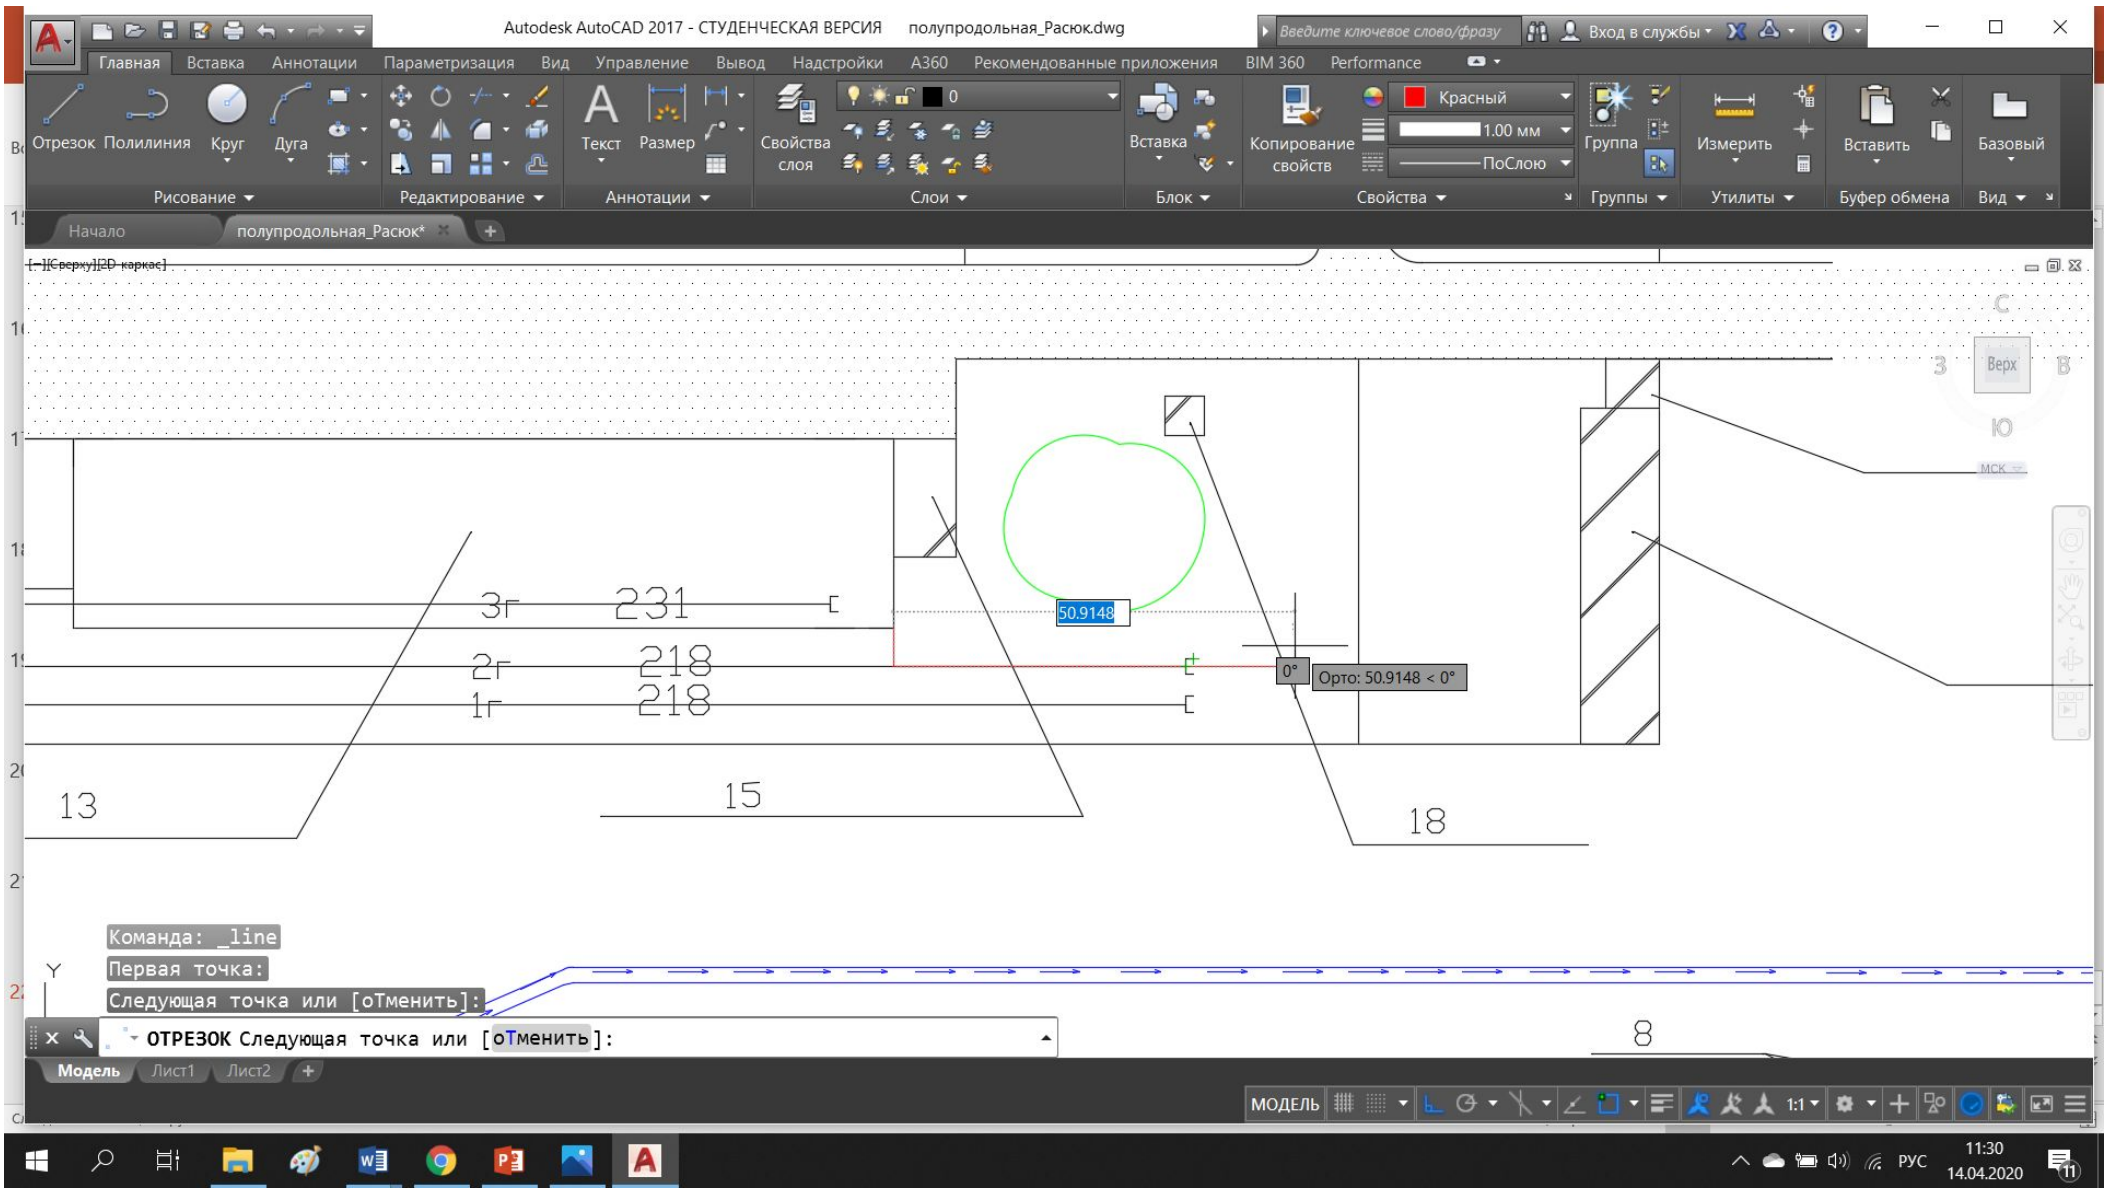 Autodesk AutoCAD 2017 - СТУДЕНЧЕСКАЯ ВЕРСИЯ полупродольная_Расюк.dwg
Введите ключевое слово/фразу
Вход в службы
Главная Вставка Аннотации Параметризация Вид Управление Вывод Надстройки A360 Рекомендованные приложения BIM 360 Performance
0
Красный
1.00 мм
ПоСлою
Отрезок Полилиния Круг Дуга
Текст Размер
Свойства слоя
Вставка
Копирование свойств
Группа
Измерить
Вставить
Базовый
Рисование Редактирование Аннотации Слои Блок Свойства Группы Утилиты Буфер обмена Вид
Начало полупродольная_Расюк*
[−][Сверху][2D-каркас]
С
З Верх В
Ю
МСК
3г 231
50.9148
2г 218
0° Орто: 50.9148 < 0°
1г 218
13
15
18
Команда: _line
Первая точка:
Y
Следующая точка или [оТменить]:
ОТРЕЗОК Следующая точка или [оТменить]:
8
Модель Лист1 Лист2
МОДЕЛЬ 1:1
РУС
11:30
14.04.2020
11